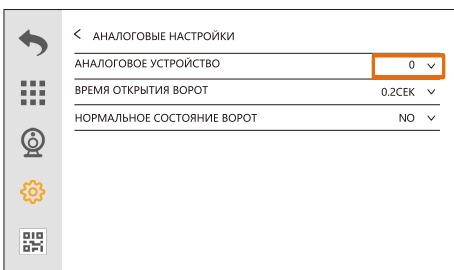 < АНАЛОГОВЫЕ НАСТРОЙКИ
АНАЛОГОВОЕ УСТРОЙСТВО 0
ВРЕМЯ ОТКРЫТИЯ ВОРОТ 0.2СЕК
НОРМАЛЬНОЕ СОСТОЯНИЕ ВОРОТ NO